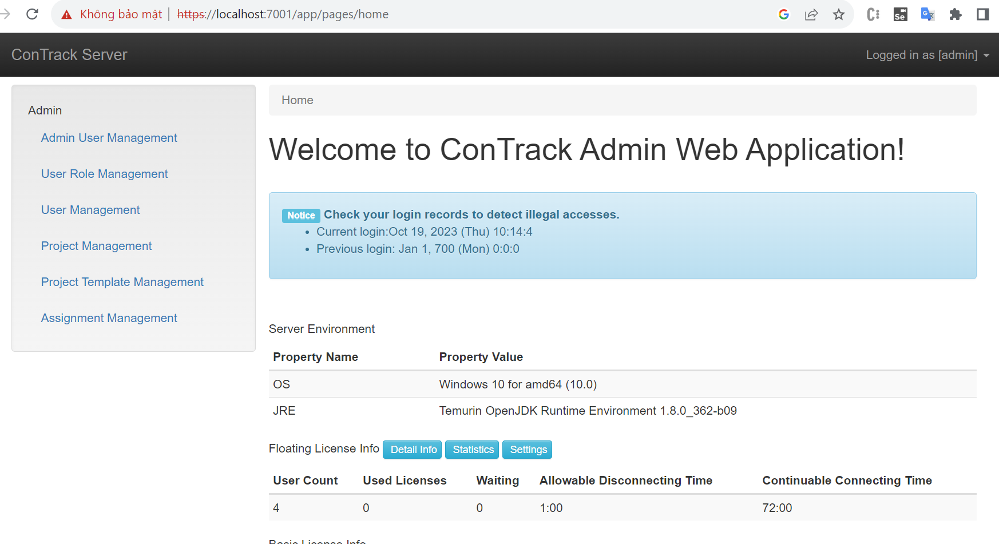 Không bảo mật | https://localhost:7001/app/pages/home
ConTrack Server
Logged in as [admin]
Admin
Admin User Management
User Role Management
User Management
Project Management
Project Template Management
Assignment Management
Home
Welcome to ConTrack Admin Web Application!
Notice Check your login records to detect illegal accesses.
• Current login:Oct 19, 2023 (Thu) 10:14:4
• Previous login: Jan 1, 700 (Mon) 0:0:0
Server Environment
Property Name Property Value
OS Windows 10 for amd64 (10.0)
JRE Temurin OpenJDK Runtime Environment 1.8.0_362-b09
Floating License Info Detail Info Statistics Settings
User Count Used Licenses Waiting Allowable Disconnecting Time Continuable Connecting Time
4 0 0 1:00 72:00
Basic License Info